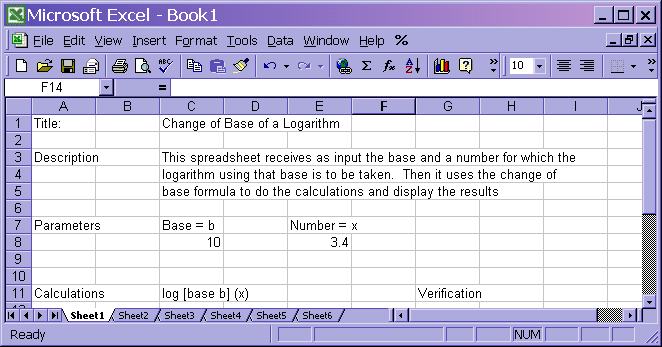 Microsoft Excel - Book1
File Edit View Insert Format Tools Data Window Help %
10
F14 =
A B C D E F G H I J
1 Title: Change of Base of a Logarithm
2
3 Description This spreadsheet receives as input the base and a number for which the
4 logarithm using that base is to be taken. Then it uses the change of
5 base formula to do the calculations and display the results
6
7 Parameters Base = b Number = x
8 10 3.4
9
10
11 Calculations log [base b] (x) Verification
Sheet1 Sheet2 Sheet3 Sheet4 Sheet5 Sheet6
Ready NUM